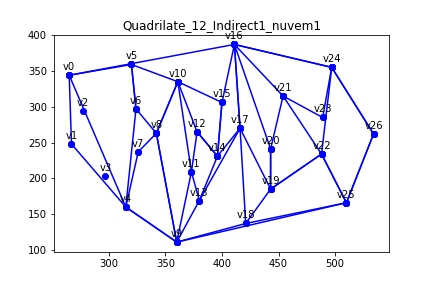 Quadrilate_12_Indirect1_nuvem1
400
350
300
250
200
150
100
300
350
400
450
500
v0
v1
v2
v3
v4
v5
v6
v7
v8
v9
v10
v11
v12
v13
v14
v15
v16
v17
v18
v19
v20
v21
v22
v23
v24
v25
v26